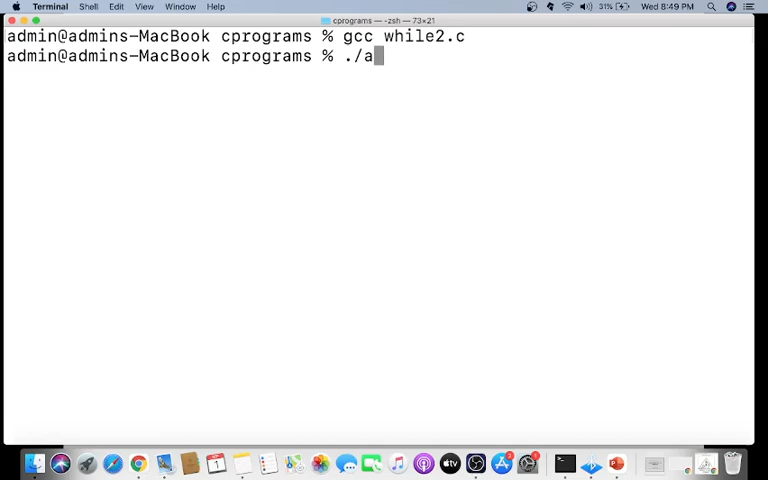 Terminal Shell Edit View Window Help 31% Wed 8:49 PM
cprograms — -zsh — 73×21
admin@admins-MacBook cprograms % gcc while2.c
admin@admins-MacBook cprograms % ./a